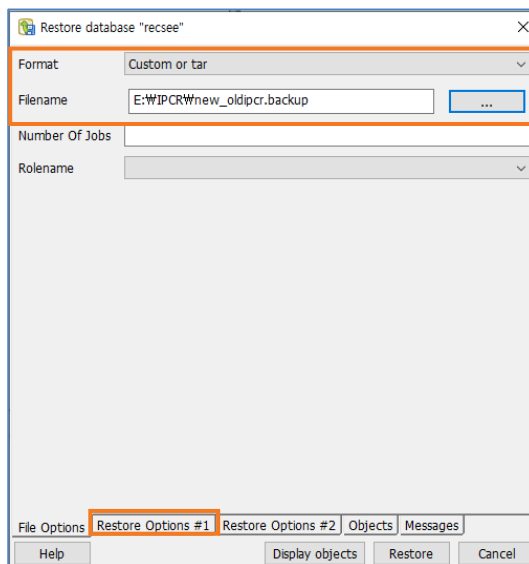 Restore database "recsee"
Format Custom or tar
Filename E:₩IPCR₩new_oldipcr.backup ...
Number Of Jobs
Rolename
File Options Restore Options #1 Restore Options #2 Objects Messages
Help Display objects Restore Cancel